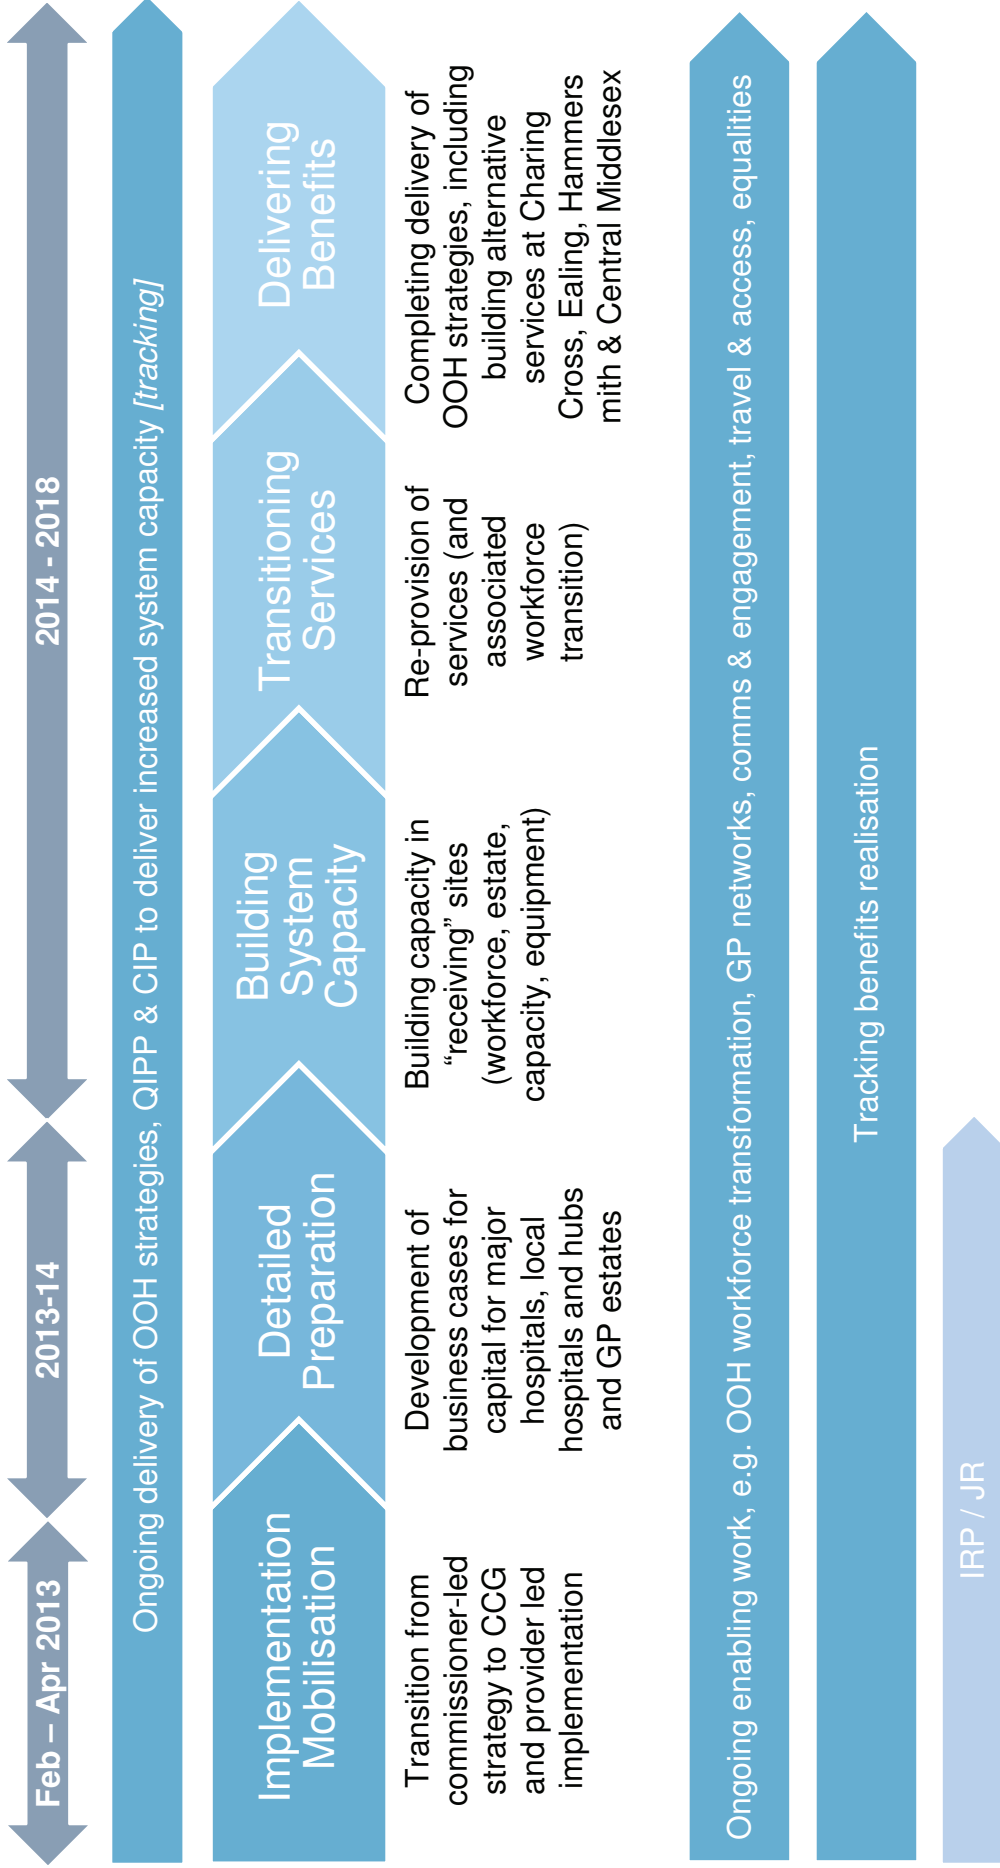 Feb – Apr 2013
2013-14
2014 - 2018
Ongoing delivery of OOH strategies, QIPP & CIP to deliver increased system capacity [tracking]
Implementation
Mobilisation
Detailed
Preparation
Building
System
Capacity
Transitioning
Services
Delivering
Benefits
Transition from
commissioner-led
strategy to CCG
and provider led
implementation
Development of
business cases for
capital for major
hospitals, local
hospitals and hubs
and GP estates
Building capacity in
“receiving” sites
(workforce, estate,
capacity, equipment)
Re-provision of
services (and
associated
workforce
transition)
Completing delivery of
OOH strategies, including
building alternative
services at Charing
Cross, Ealing, Hammers
mith & Central Middlesex
Ongoing enabling work, e.g. OOH workforce transformation, GP networks, comms & engagement, travel & access, equalities
Tracking benefits realisation
IRP / JR